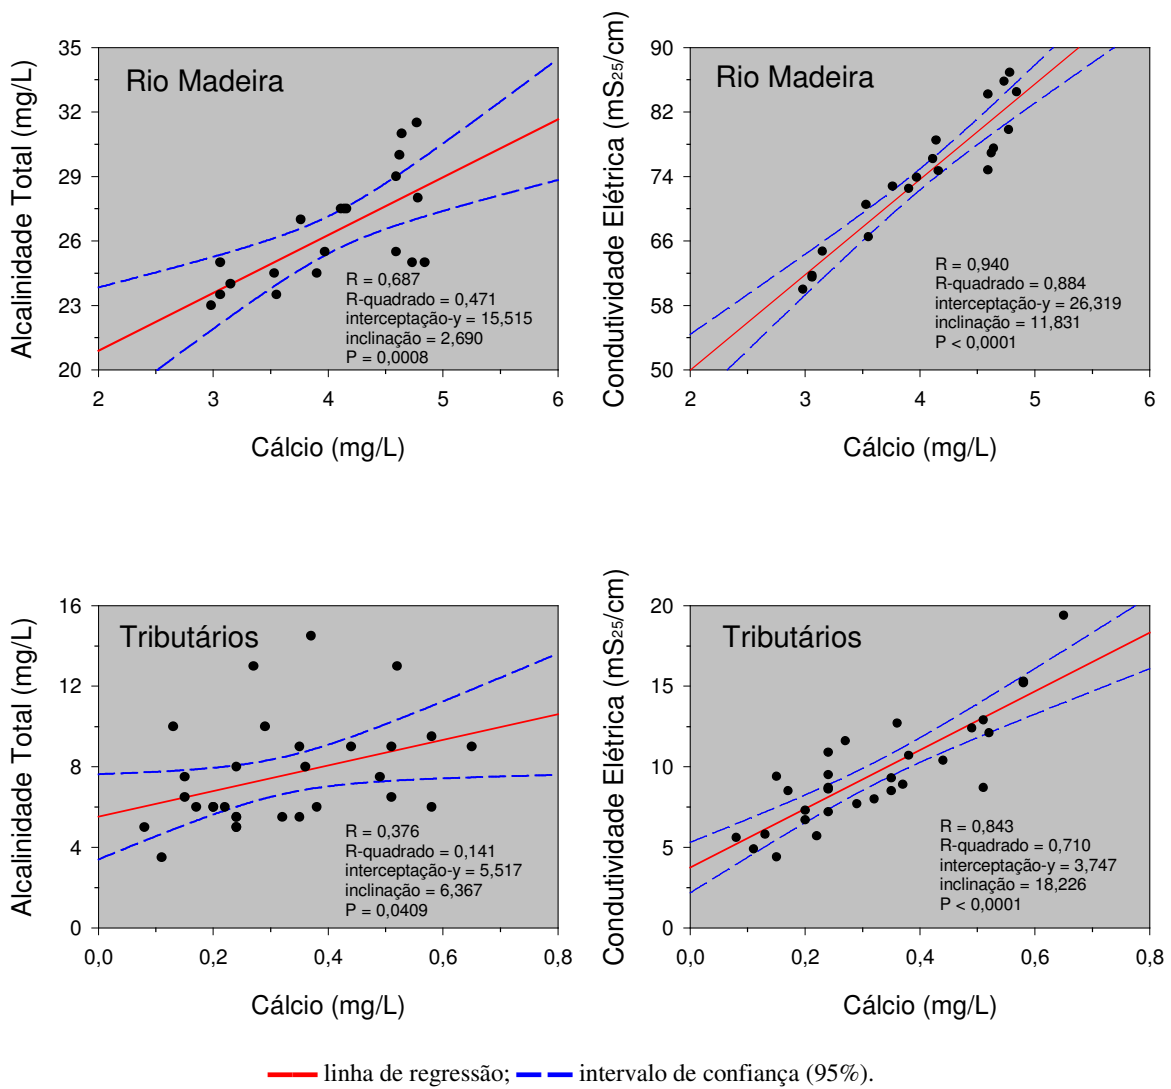 Alcalinidade Total (mg/L)
35
32
29
26
23
20
Rio Madeira
R = 0,687
R-quadrado = 0,471
interceptação-y = 15,515
inclinação = 2,690
P = 0,0008
2 3 4 5 6
Cálcio (mg/L)
Condutividade Elétrica (mS25/cm)
90
82
74
66
58
50
Rio Madeira
R = 0,940
R-quadrado = 0,884
interceptação-y = 26,319
inclinação = 11,831
P < 0,0001
2 3 4 5 6
Cálcio (mg/L)
Alcalinidade Total (mg/L)
16
12
8
4
0
Tributários
R = 0,376
R-quadrado = 0,141
interceptação-y = 5,517
inclinação = 6,367
P = 0,0409
0,0 0,2 0,4 0,6 0,8
Cálcio (mg/L)
Condutividade Elétrica (mS25/cm)
20
15
10
5
0
Tributários
R = 0,843
R-quadrado = 0,710
interceptação-y = 3,747
inclinação = 18,226
P < 0,0001
0,0 0,2 0,4 0,6 0,8
Cálcio (mg/L)
linha de regressão; intervalo de confiança (95%).